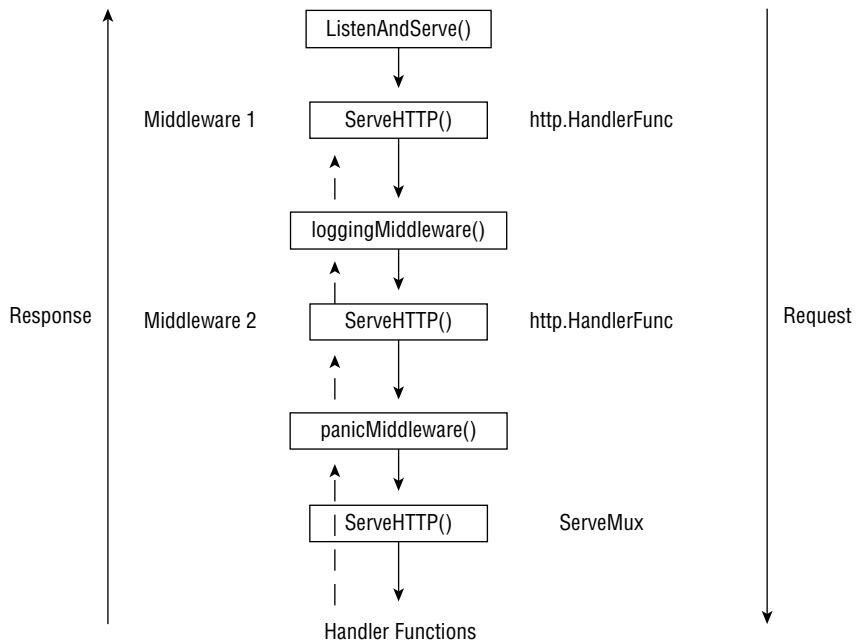 ListenAndServe()
Middleware 1
ServeHTTP()
http.HandlerFunc
loggingMiddleware()
Response
Middleware 2
ServeHTTP()
http.HandlerFunc
Request
panicMiddleware()
ServeHTTP()
ServeMux
Handler Functions